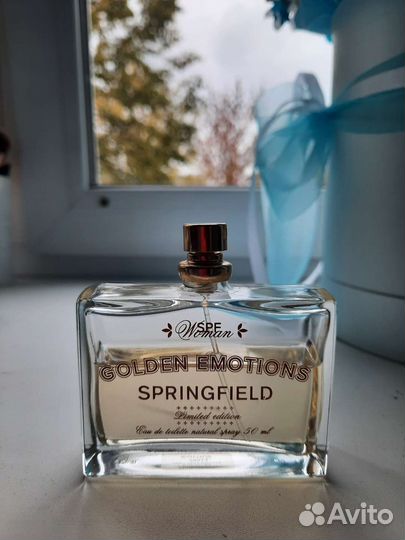 SPF
Woman
GOLDEN EMOTIONS
SPRINGFIELD
Limited edition
Eau de toilette natural spray 50 ml
Avito